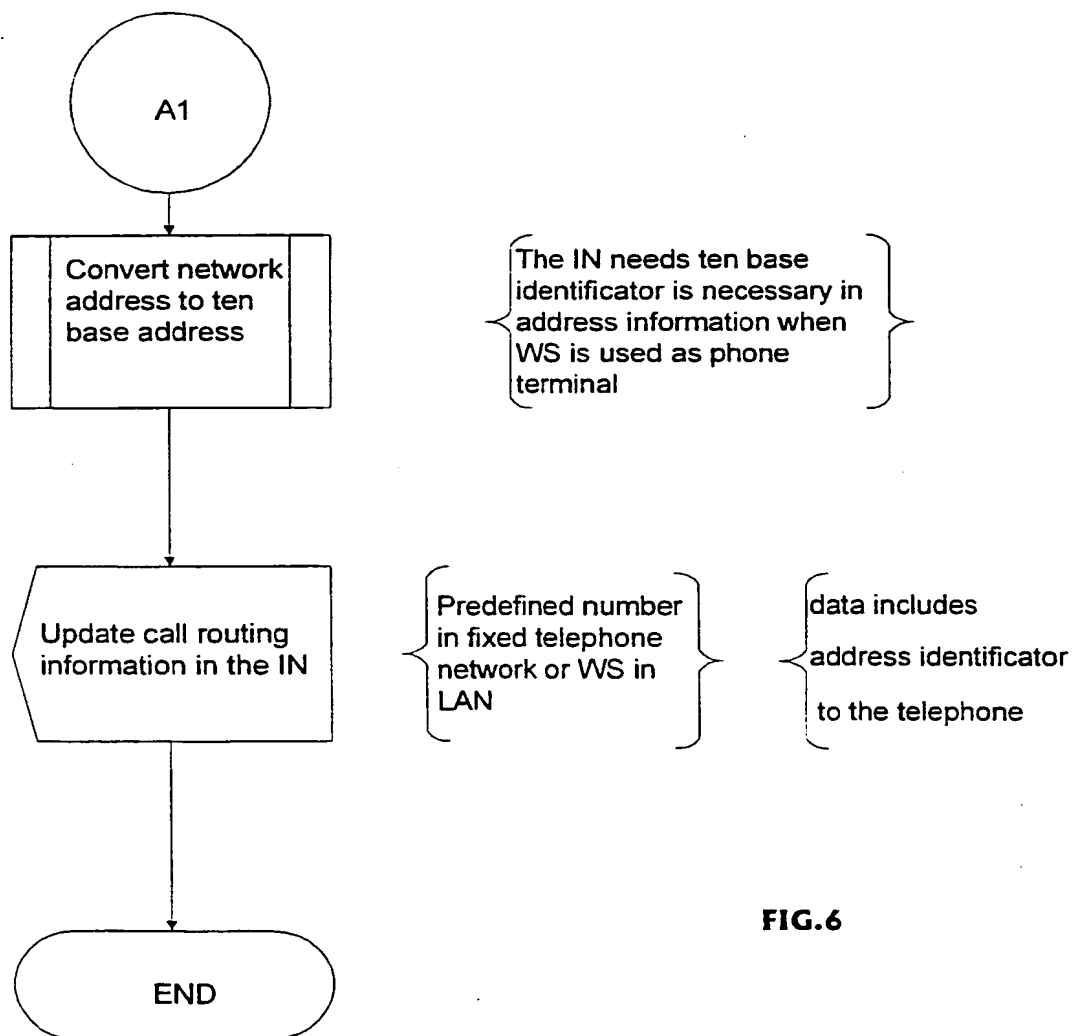 A1
Convert network
address to ten
base address
The IN needs ten base
identificator is necessary in
address information when
WS is used as phone
terminal
Update call routing
information in the IN
Predefined number
in fixed telephone
network or WS in
LAN
data includes
address identificator
to the telephone
FIG.6
END